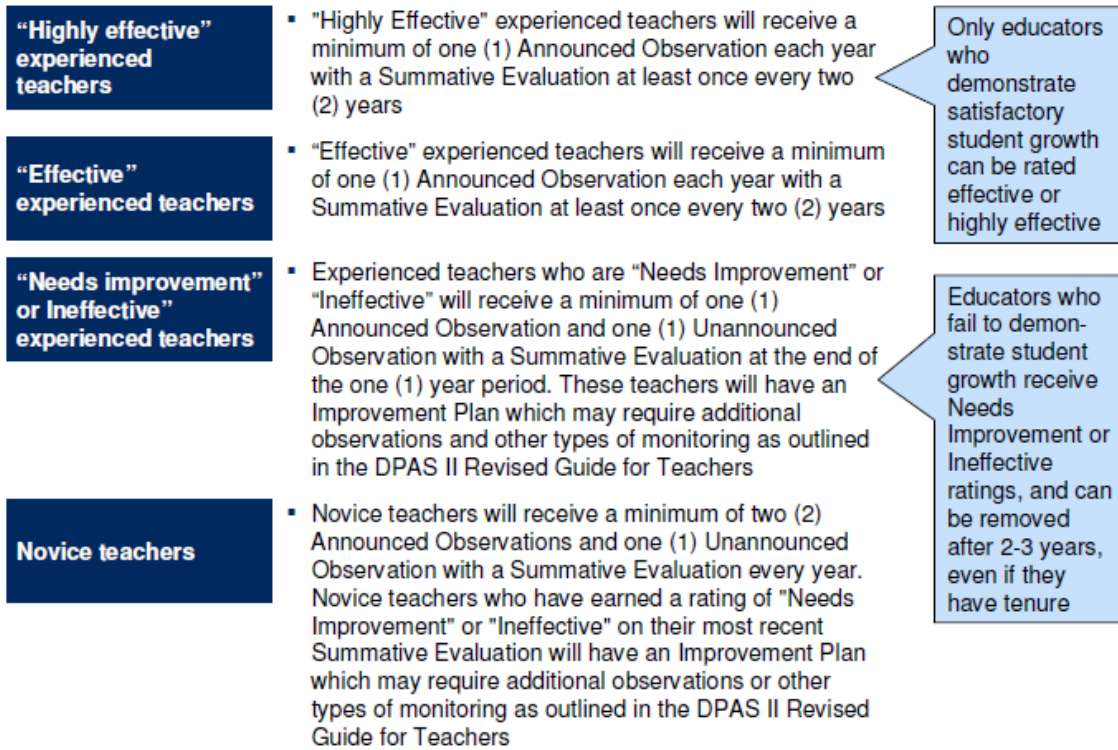 “Highly effective”
experienced
teachers
▪ "Highly Effective" experienced teachers will receive a
minimum of one (1) Announced Observation each year
with a Summative Evaluation at least once every two
(2) years
Only educators
who
demonstrate
satisfactory
student growth
can be rated
effective or
highly effective
“Effective”
experienced teachers
▪ “Effective” experienced teachers will receive a minimum
of one (1) Announced Observation each year with a
Summative Evaluation at least once every two (2) years
“Needs improvement”
or Ineffective”
experienced teachers
▪ Experienced teachers who are “Needs Improvement” or
“Ineffective” will receive a minimum of one (1)
Announced Observation and one (1) Unannounced
Observation with a Summative Evaluation at the end of
the one (1) year period. These teachers will have an
Improvement Plan which may require additional
observations and other types of monitoring as outlined
in the DPAS II Revised Guide for Teachers
Educators who
fail to demon-
strate student
growth receive
Needs
Improvement or
Ineffective
ratings, and can
be removed
after 2-3 years,
even if they
have tenure
Novice teachers
▪ Novice teachers will receive a minimum of two (2)
Announced Observations and one (1) Unannounced
Observation with a Summative Evaluation every year.
Novice teachers who have earned a rating of "Needs
Improvement" or "Ineffective" on their most recent
Summative Evaluation will have an Improvement Plan
which may require additional observations or other
types of monitoring as outlined in the DPAS II Revised
Guide for Teachers